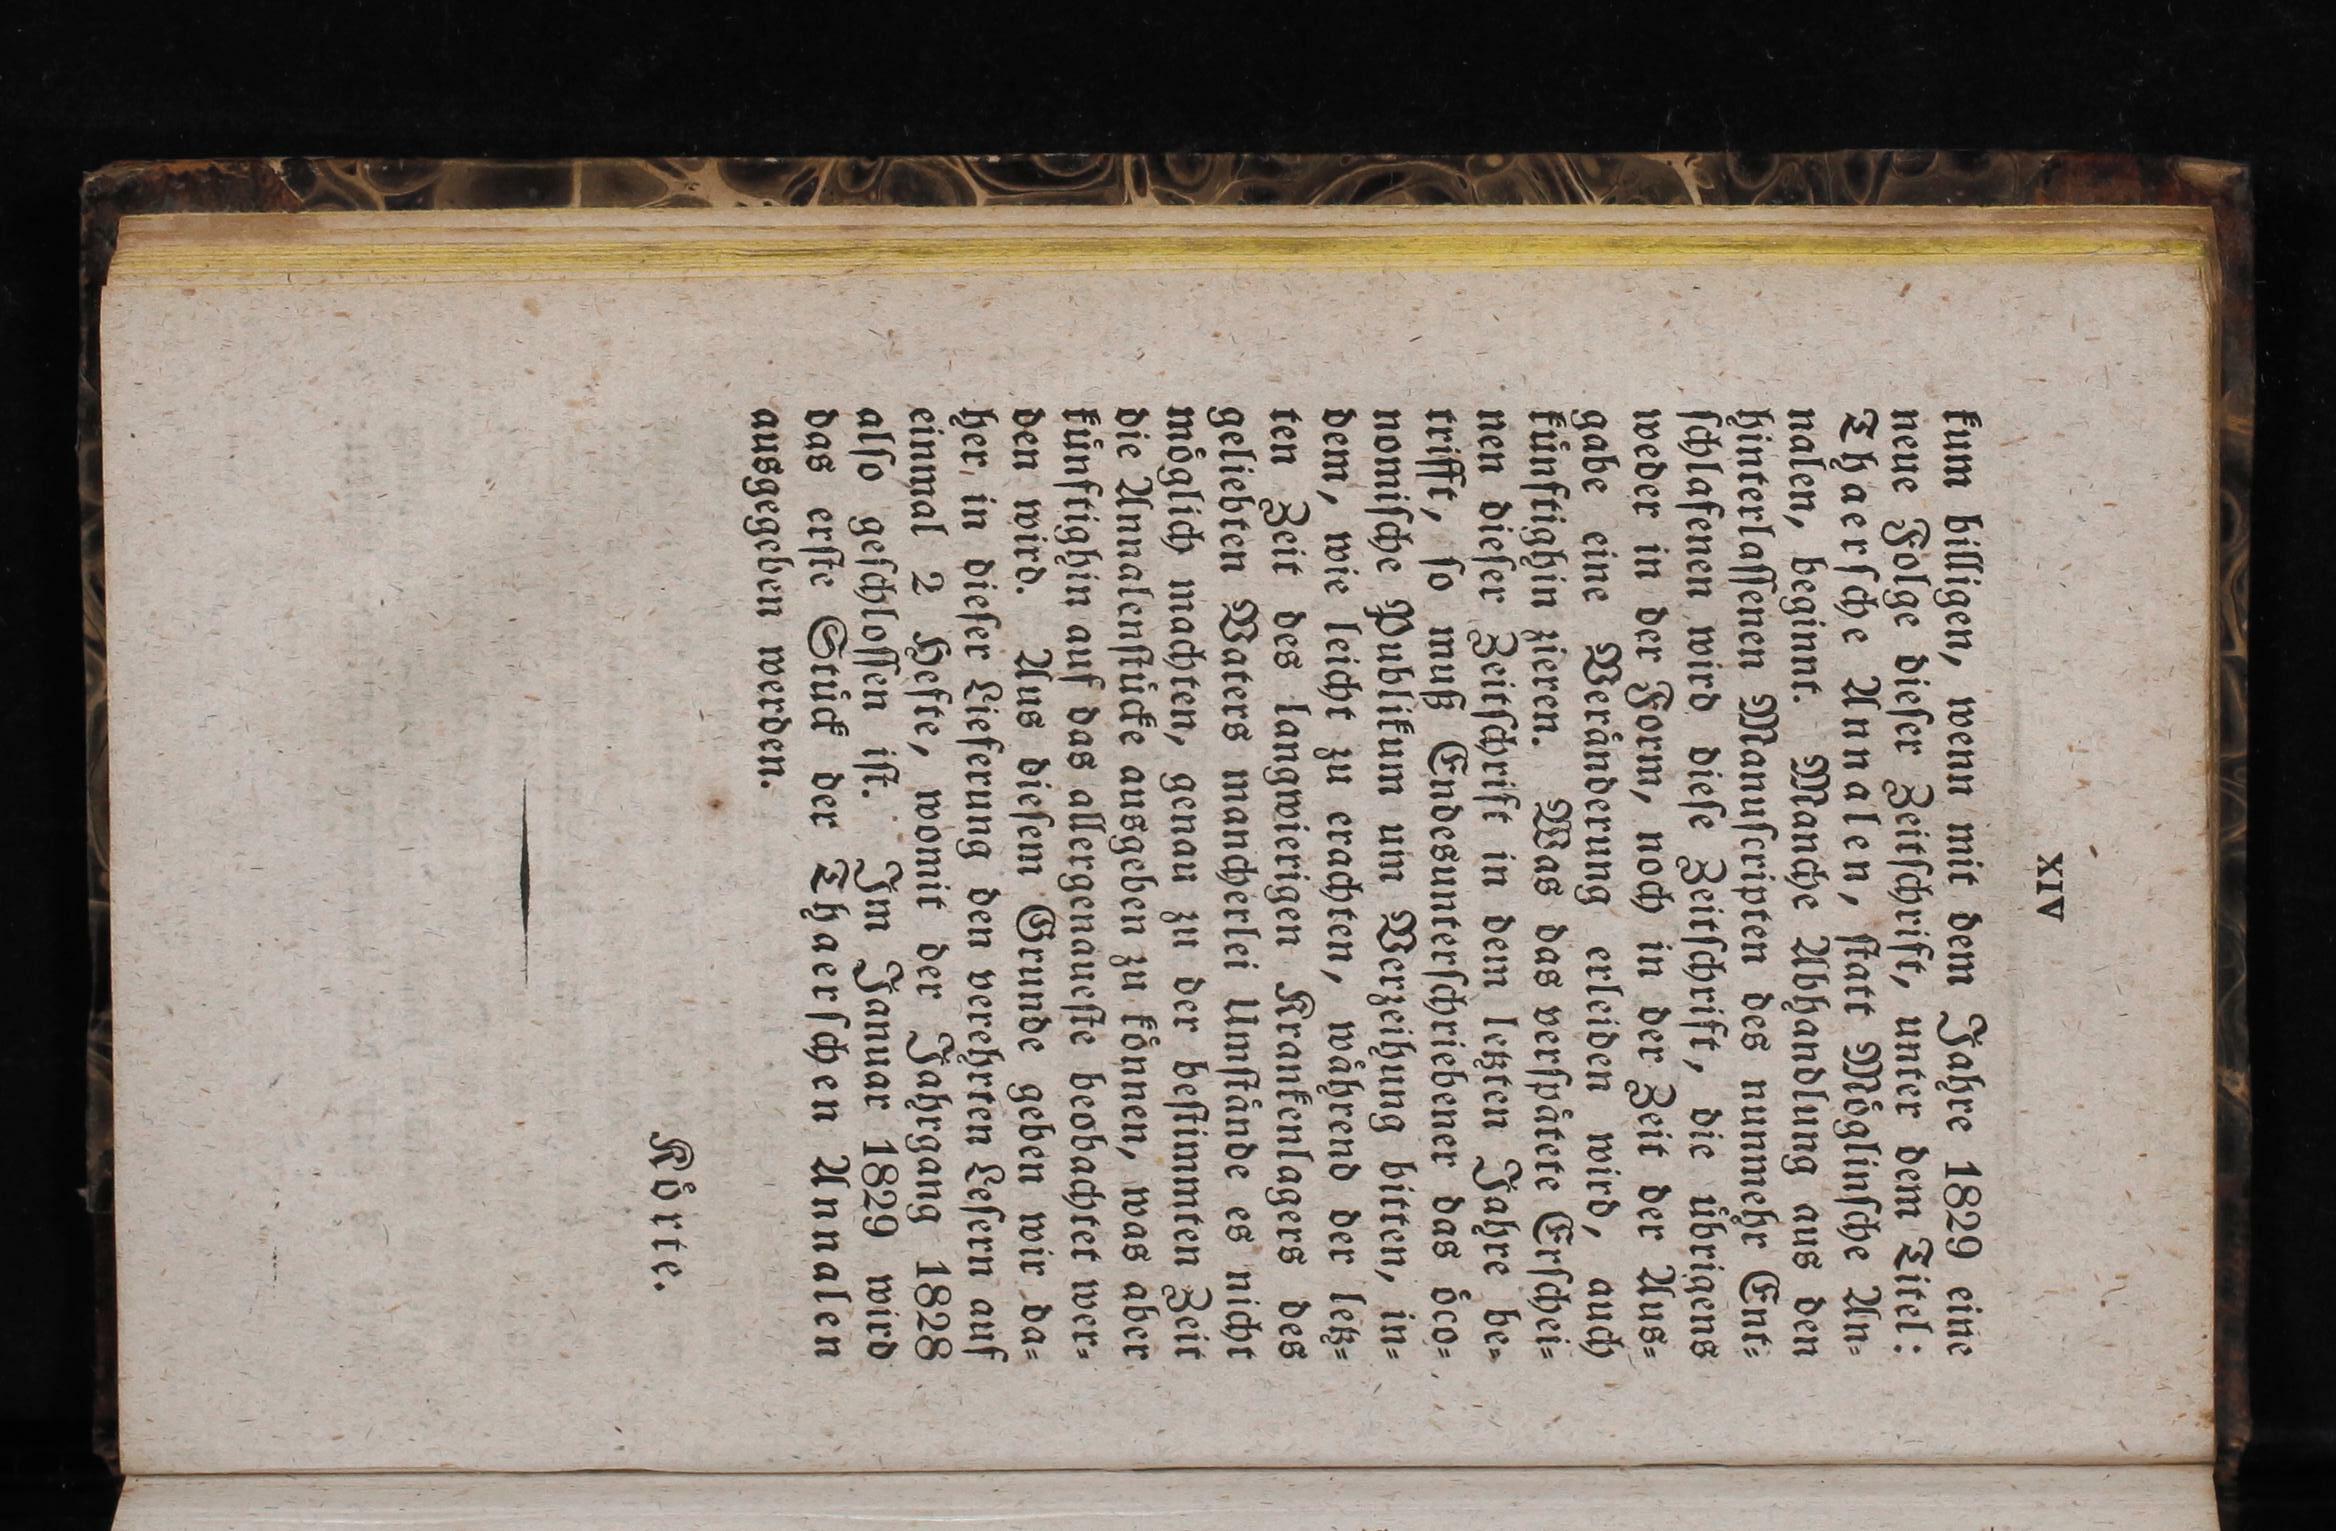 XIV
kum billigen, wenn mit dem Jahre 1829 eine
neue Folge dieser Zeitschrift, unter dem Titel:
Thaersche Annalen, statt Möglinsche An-
nalen, beginnt. Manche Abhandlung aus den
hinterlassenen Manuscripten des nunmehr Ent-
schlafenen wird diese Zeitschrift, die übrigens
weder in der Form, noch in der Zeit der Aus-
gabe eine Veränderung erleiden wird, auch
künftighin zieren. Was das verspätete Erschei-
nen dieser Zeitschrift in dem letzten Jahre be-
trifft, so muß Endesunterschriebener das öco-
nomische Publikum um Verzeihung bitten, in-
dem, wie leicht zu erachten, während der letz-
ten Zeit des langwierigen Krankenlagers des
geliebten Vaters mancherlei Umstände es nicht
möglich machten, genau zu der bestimmten Zeit
die Annalenstücke ausgeben zu können, was aber
künftighin auf das allergenaueste beobachtet wer-
den wird. Aus diesem Grunde geben wir da-
her in dieser Lieferung den verehrten Lesern auf
einmal 2 Hefte, womit der Jahrgang 1828
also geschlossen ist. Im Januar 1829 wird
das erste Stück der Thaerschen Annalen
ausgegeben werden.
Körte.